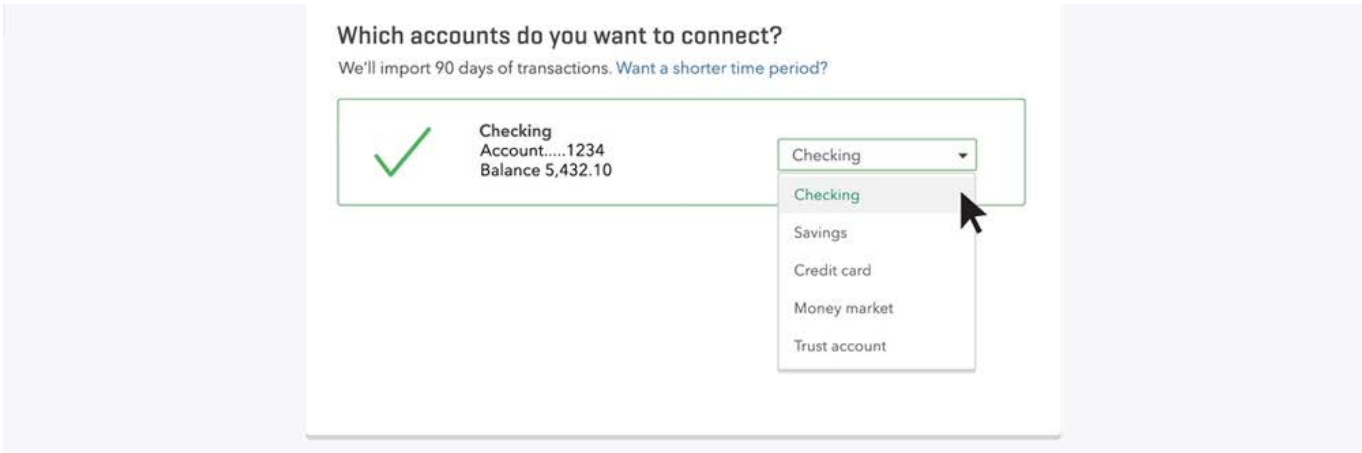 Which accounts do you want to connect?
We'll import 90 days of transactions. Want a shorter time period?
Checking
Account.....1234
Balance 5,432.10
Checking
Checking
Savings
Credit card
Money market
Trust account